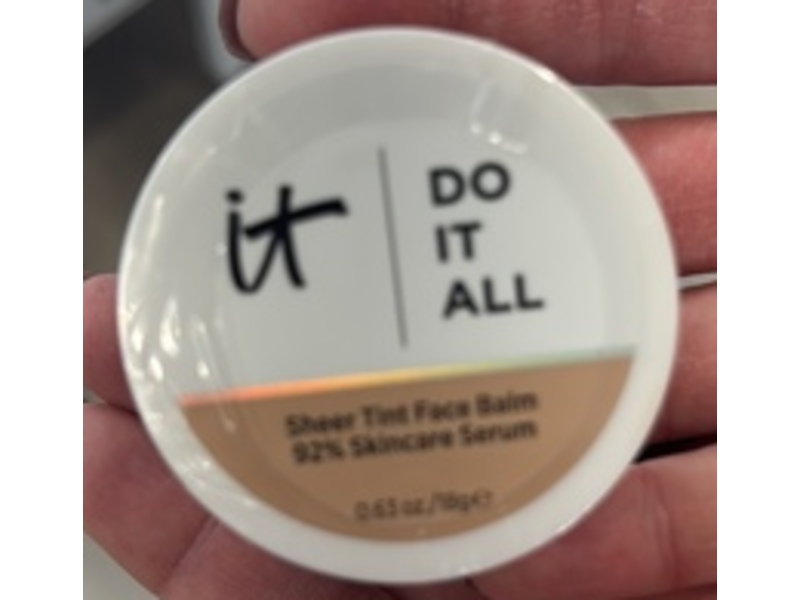 it
DO
IT
ALL
Sheer Tint Face Balm
92% Skincare Serum
0.63 oz/18g℮